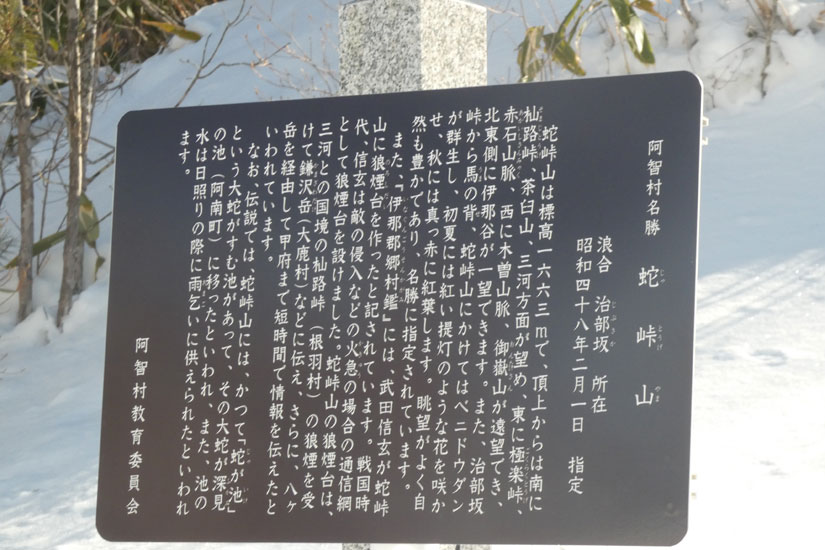 阿智村名勝　蛇峠山
じゃ　とうげ　やま
浪合　治部坂　所在
じぶざか
昭和四十八年二月一日　指定
蛇峠山は標高一六六三ｍで、頂上からは南に
杣路峠、茶臼山、三河方面が望め、東に極楽峠、
赤石山脈、西に木曽山脈、御嶽山が遠望でき、
北東側に伊那谷が一望できます。また、治部坂
峠から馬の背、蛇峠山にかけてはベニドウダン
が群生し、初夏には紅い提灯のような花を咲か
せ、秋には真っ赤に紅葉します。眺望がよく自
然も豊かであり、名勝に指定されています。
また、『伊那郡郷村鑑』には、武田信玄が蛇峠
山に狼煙台を作ったと記されています。戦国時
代、信玄は敵の侵入などの火急の場合の通信網
として狼煙台を設けました。蛇峠山の狼煙台は、
三河との国境の杣路峠（根羽村）の狼煙を受
けて鎌沢岳（大鹿村）などに伝え、さらに、八ヶ
岳を経由して甲府まで短時間で情報を伝えたと
いわれています。
なお、伝説では、蛇峠山には、かつて「蛇が池」
という大蛇がすむ池があって、その大蛇が深見
の池（阿南町）に移ったといわれ、また、池の
水は日照りの際に雨乞いに供えられたといわれ
ます。
阿智村教育委員会